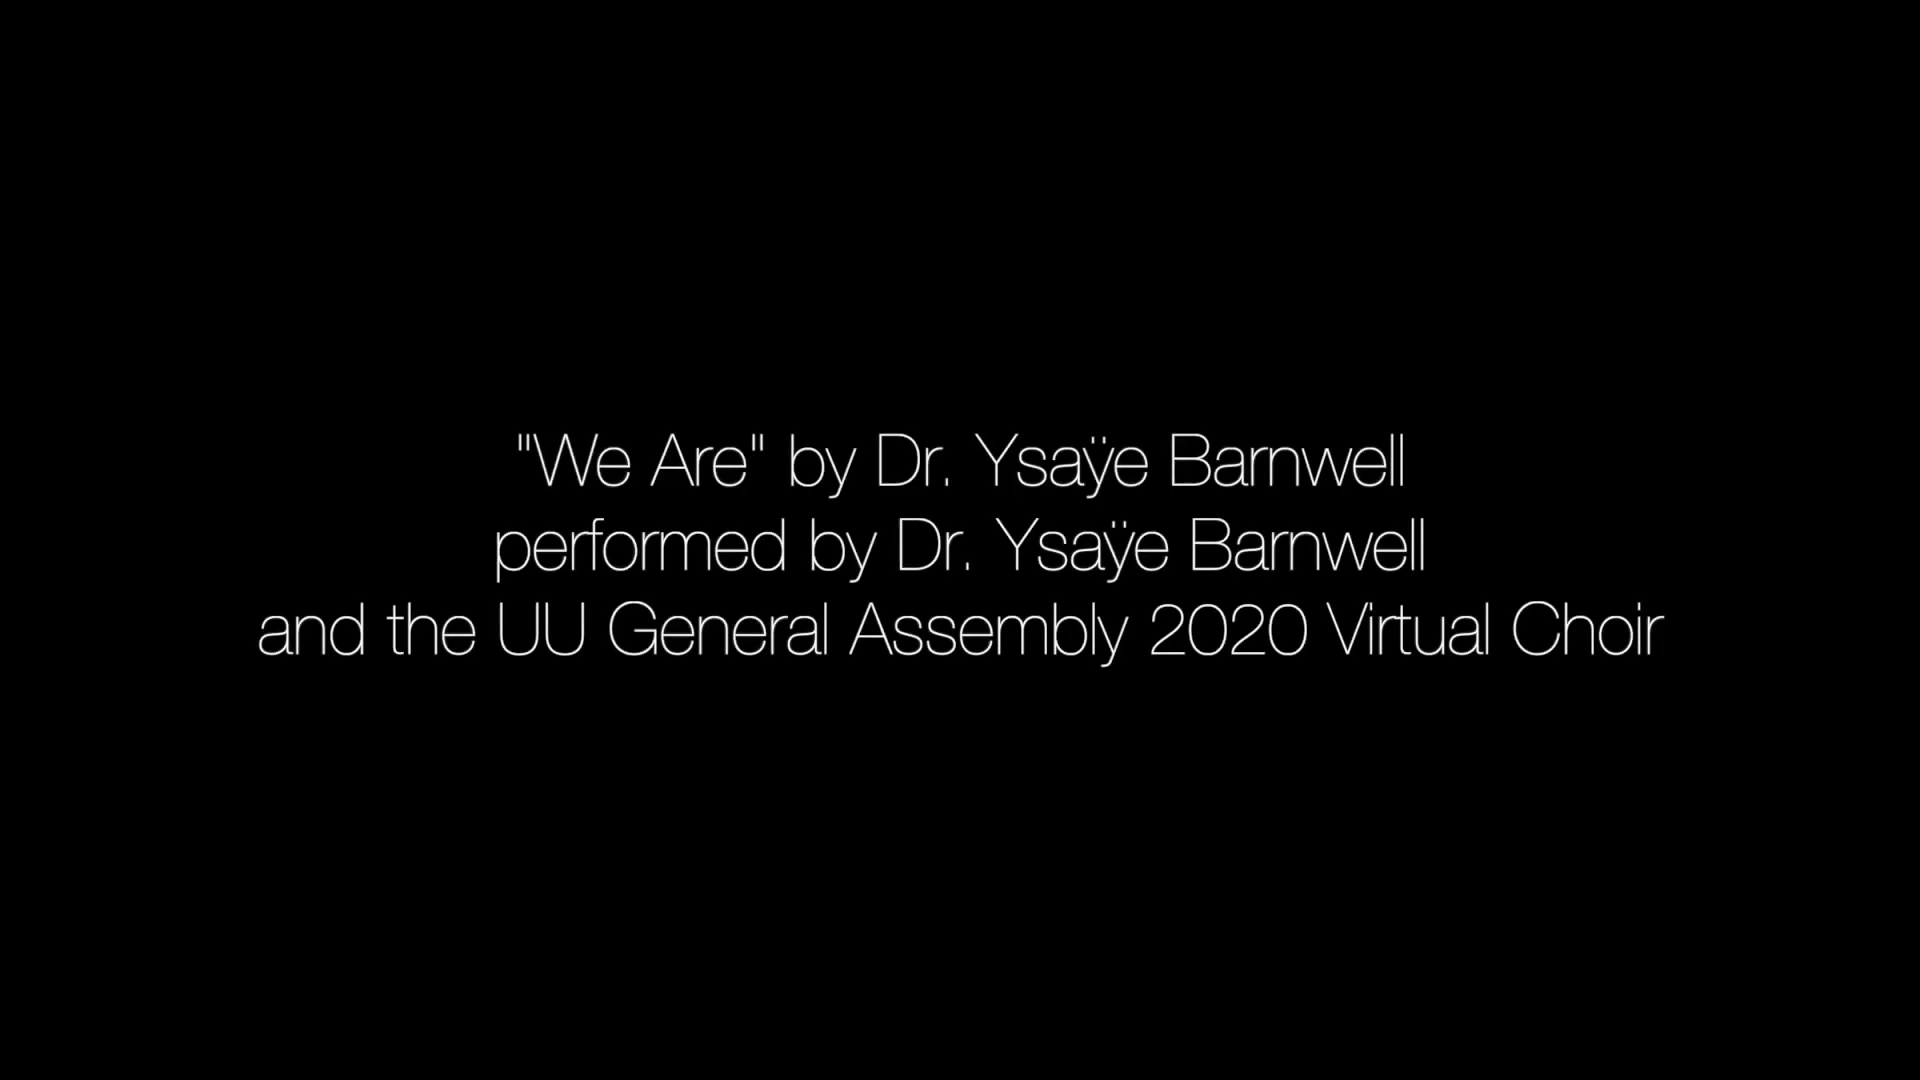 "We Are" by Dr. Ysaÿe Barnwell
performed by Dr. Ysaÿe Barnwell
and the UU General Assembly 2020 Virtual Choir